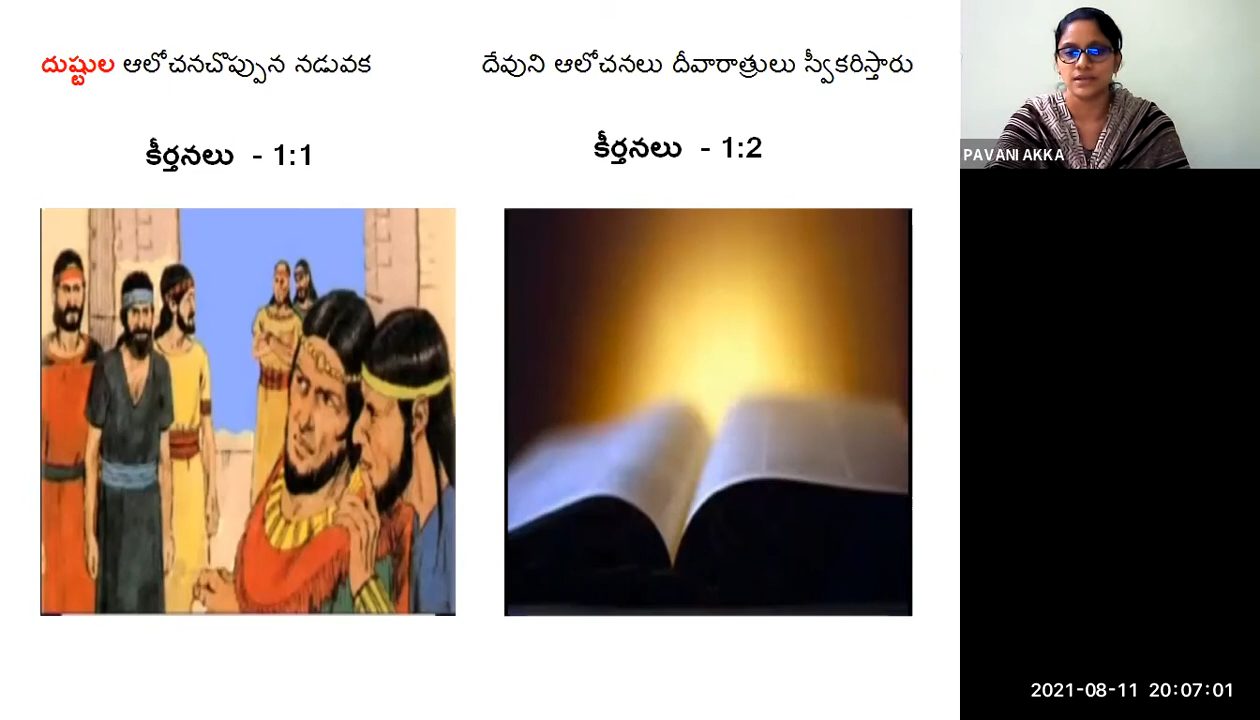 దుష్టుల ఆలోచనచొప్పున నడువక
కీర్తనలు - 1:1
దేవుని ఆలోచనలు దీవారాత్రులు స్వీకరిస్తారు
కీర్తనలు - 1:2
PAVANI AKKA
2021-08-11 20:07:01